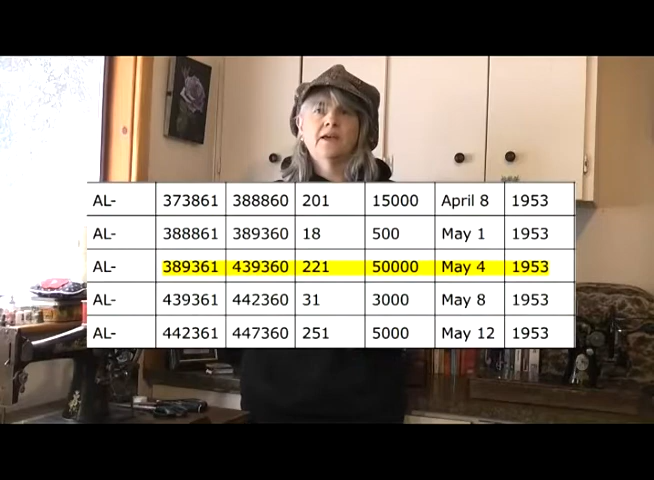 AL- 373861 388860 201 15000 April 8 1953
AL- 388861 389360 18 500 May 1 1953
AL- 389361 439360 221 50000 May 4 1953
AL- 439361 442360 31 3000 May 8 1953
AL- 442361 447360 251 5000 May 12 1953